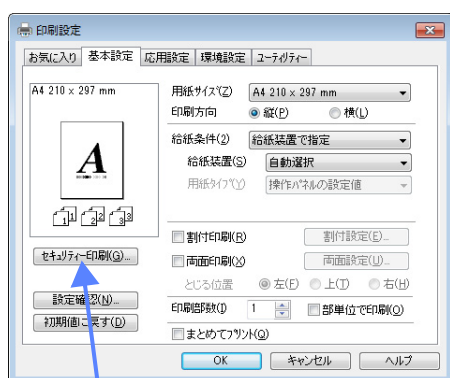 印刷設定
お気に入り 基本設定 応用設定 環境設定 ユーティリティー
A4 210 x 297 mm
A
1 1 2 2 3 3
セキュリティー印刷(G)...
設定確認(N)...
初期値に戻す(D)
用紙サイズ(Z) A4 210 x 297 mm
印刷方向 縦(P) 横(L)
給紙条件(2) 給紙装置で指定
給紙装置(S) 自動選択
用紙タイプ(Y) 操作パネルの設定値
割付印刷(R) 割付設定(E)...
両面印刷(X) 両面設定(U)...
とじる位置 左(F) 上(T) 右(H)
印刷部数(I) 1 部単位で印刷(O)
まとめてプリント(Q)
OK キャンセル ヘルプ